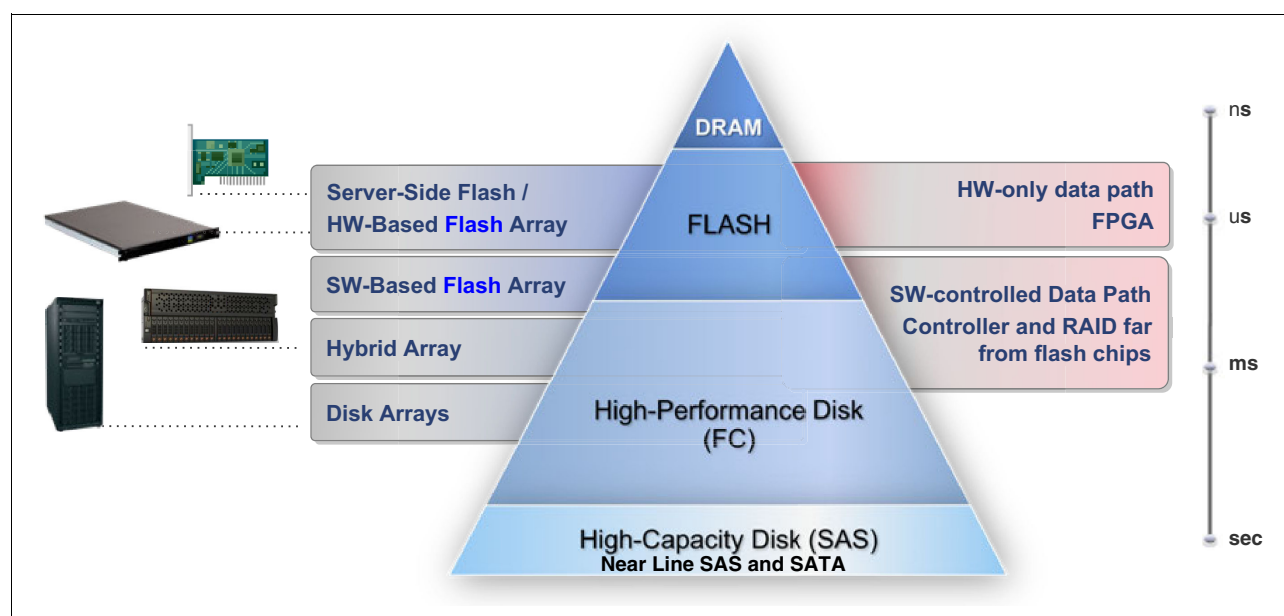 DRAM
FLASH
High-Performance Disk
(FC)
High-Capacity Disk (SAS)
Near Line SAS and SATA
Server-Side Flash /
HW-Based Flash Array
SW-Based Flash Array
Hybrid Array
Disk Arrays
HW-only data path
FPGA
SW-controlled Data Path
Controller and RAID far
from flash chips
ns
us
ms
sec